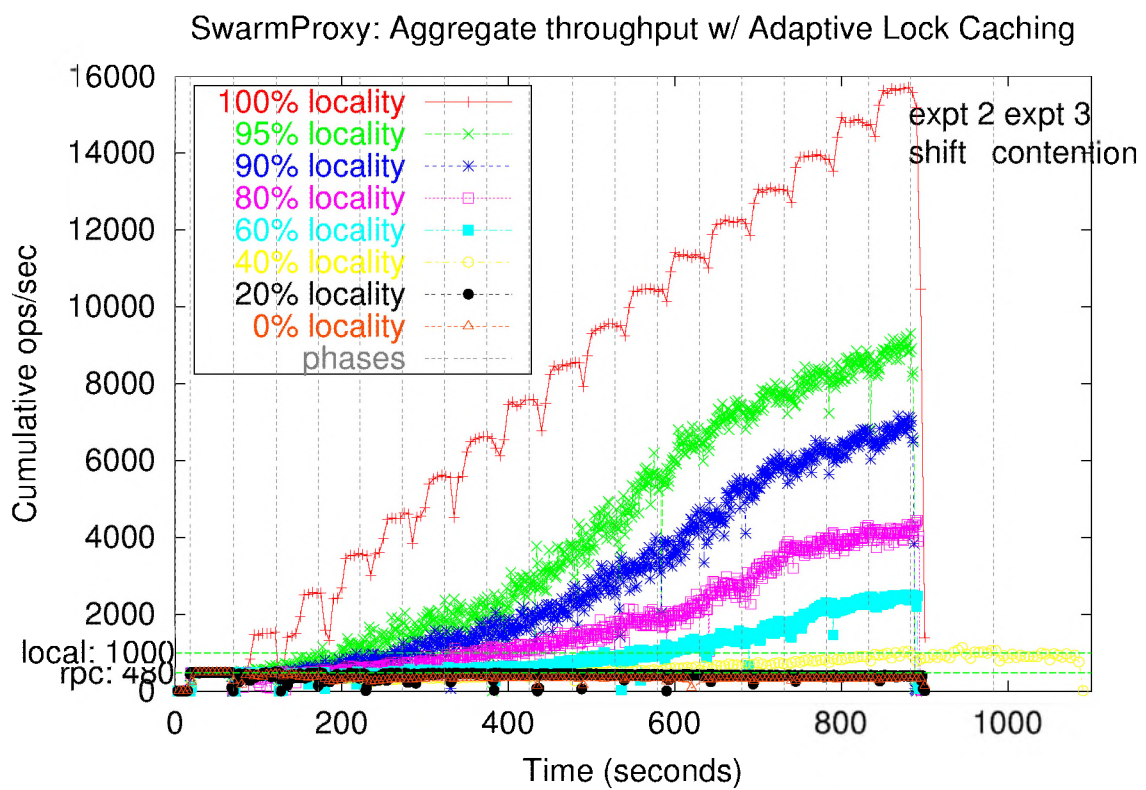 SwarmProxy: Aggregate throughput w/ Adaptive Lock Caching
16000
14000
12000
10000
8000
6000
4000
2000
local: 1000
rpc: 480
0
Cumulative ops/sec
100% locality
95% locality
90% locality
80% locality
60% locality
40% locality
20% locality
0% locality
phases
expt 2 expt 3
shift contention
0 200 400 600 800 1000
Time (seconds)